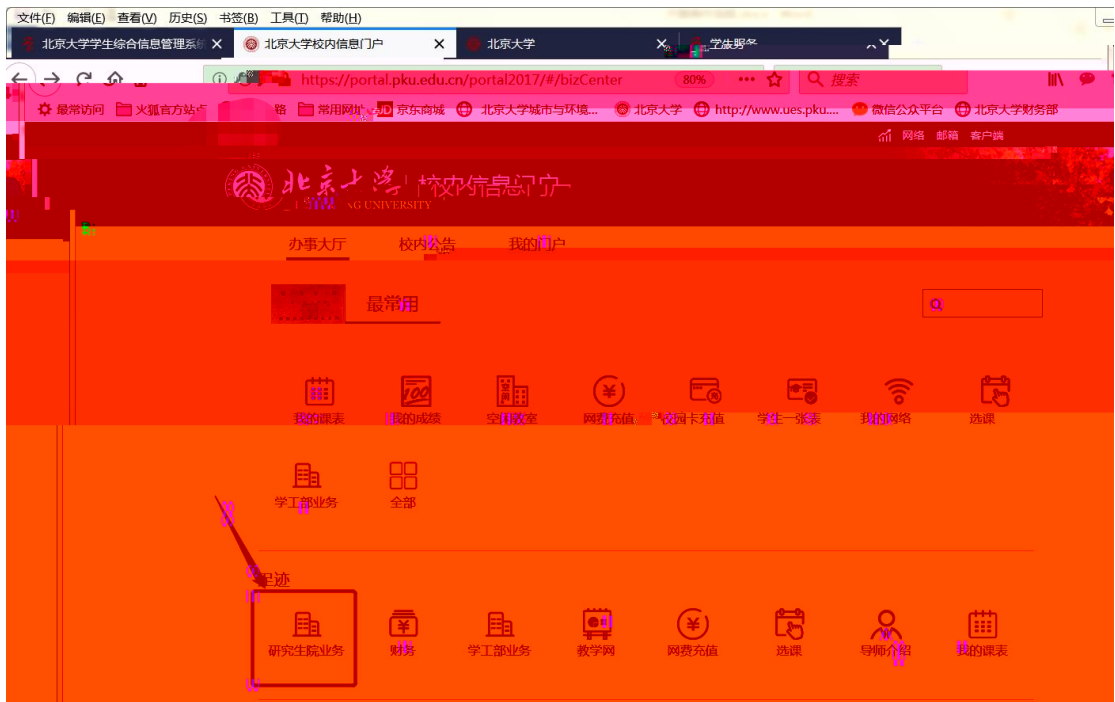 文件(F) 编辑(E) 查看(V) 历史(S) 书签(B) 工具(T) 帮助(H)
北京大学学生综合信息管理系统 北京大学校内信息门户 北京大学 学生服务
https://portal.pku.edu.cn/portal2017/#/bizCenter 80% 搜索
最常访问 火狐官方站点 常用网址 JD 京东商城 北京大学城市与环境... 北京大学 http://www.ues.pku.... 微信公众平台 北京大学财务部
网络 邮箱 客户端
北京大学 校内信息门户
UNIVERSITY
办事大厅 校内公告 我的门户
最常用
我的课表 我的成绩 空闲教室 网费充值 校园卡充值 学生一张表 我的网络 选课
学工部业务 全部
足迹
研究生院业务 财务 学工部业务 教学网 网费充值 选课 导师介绍 我的课表